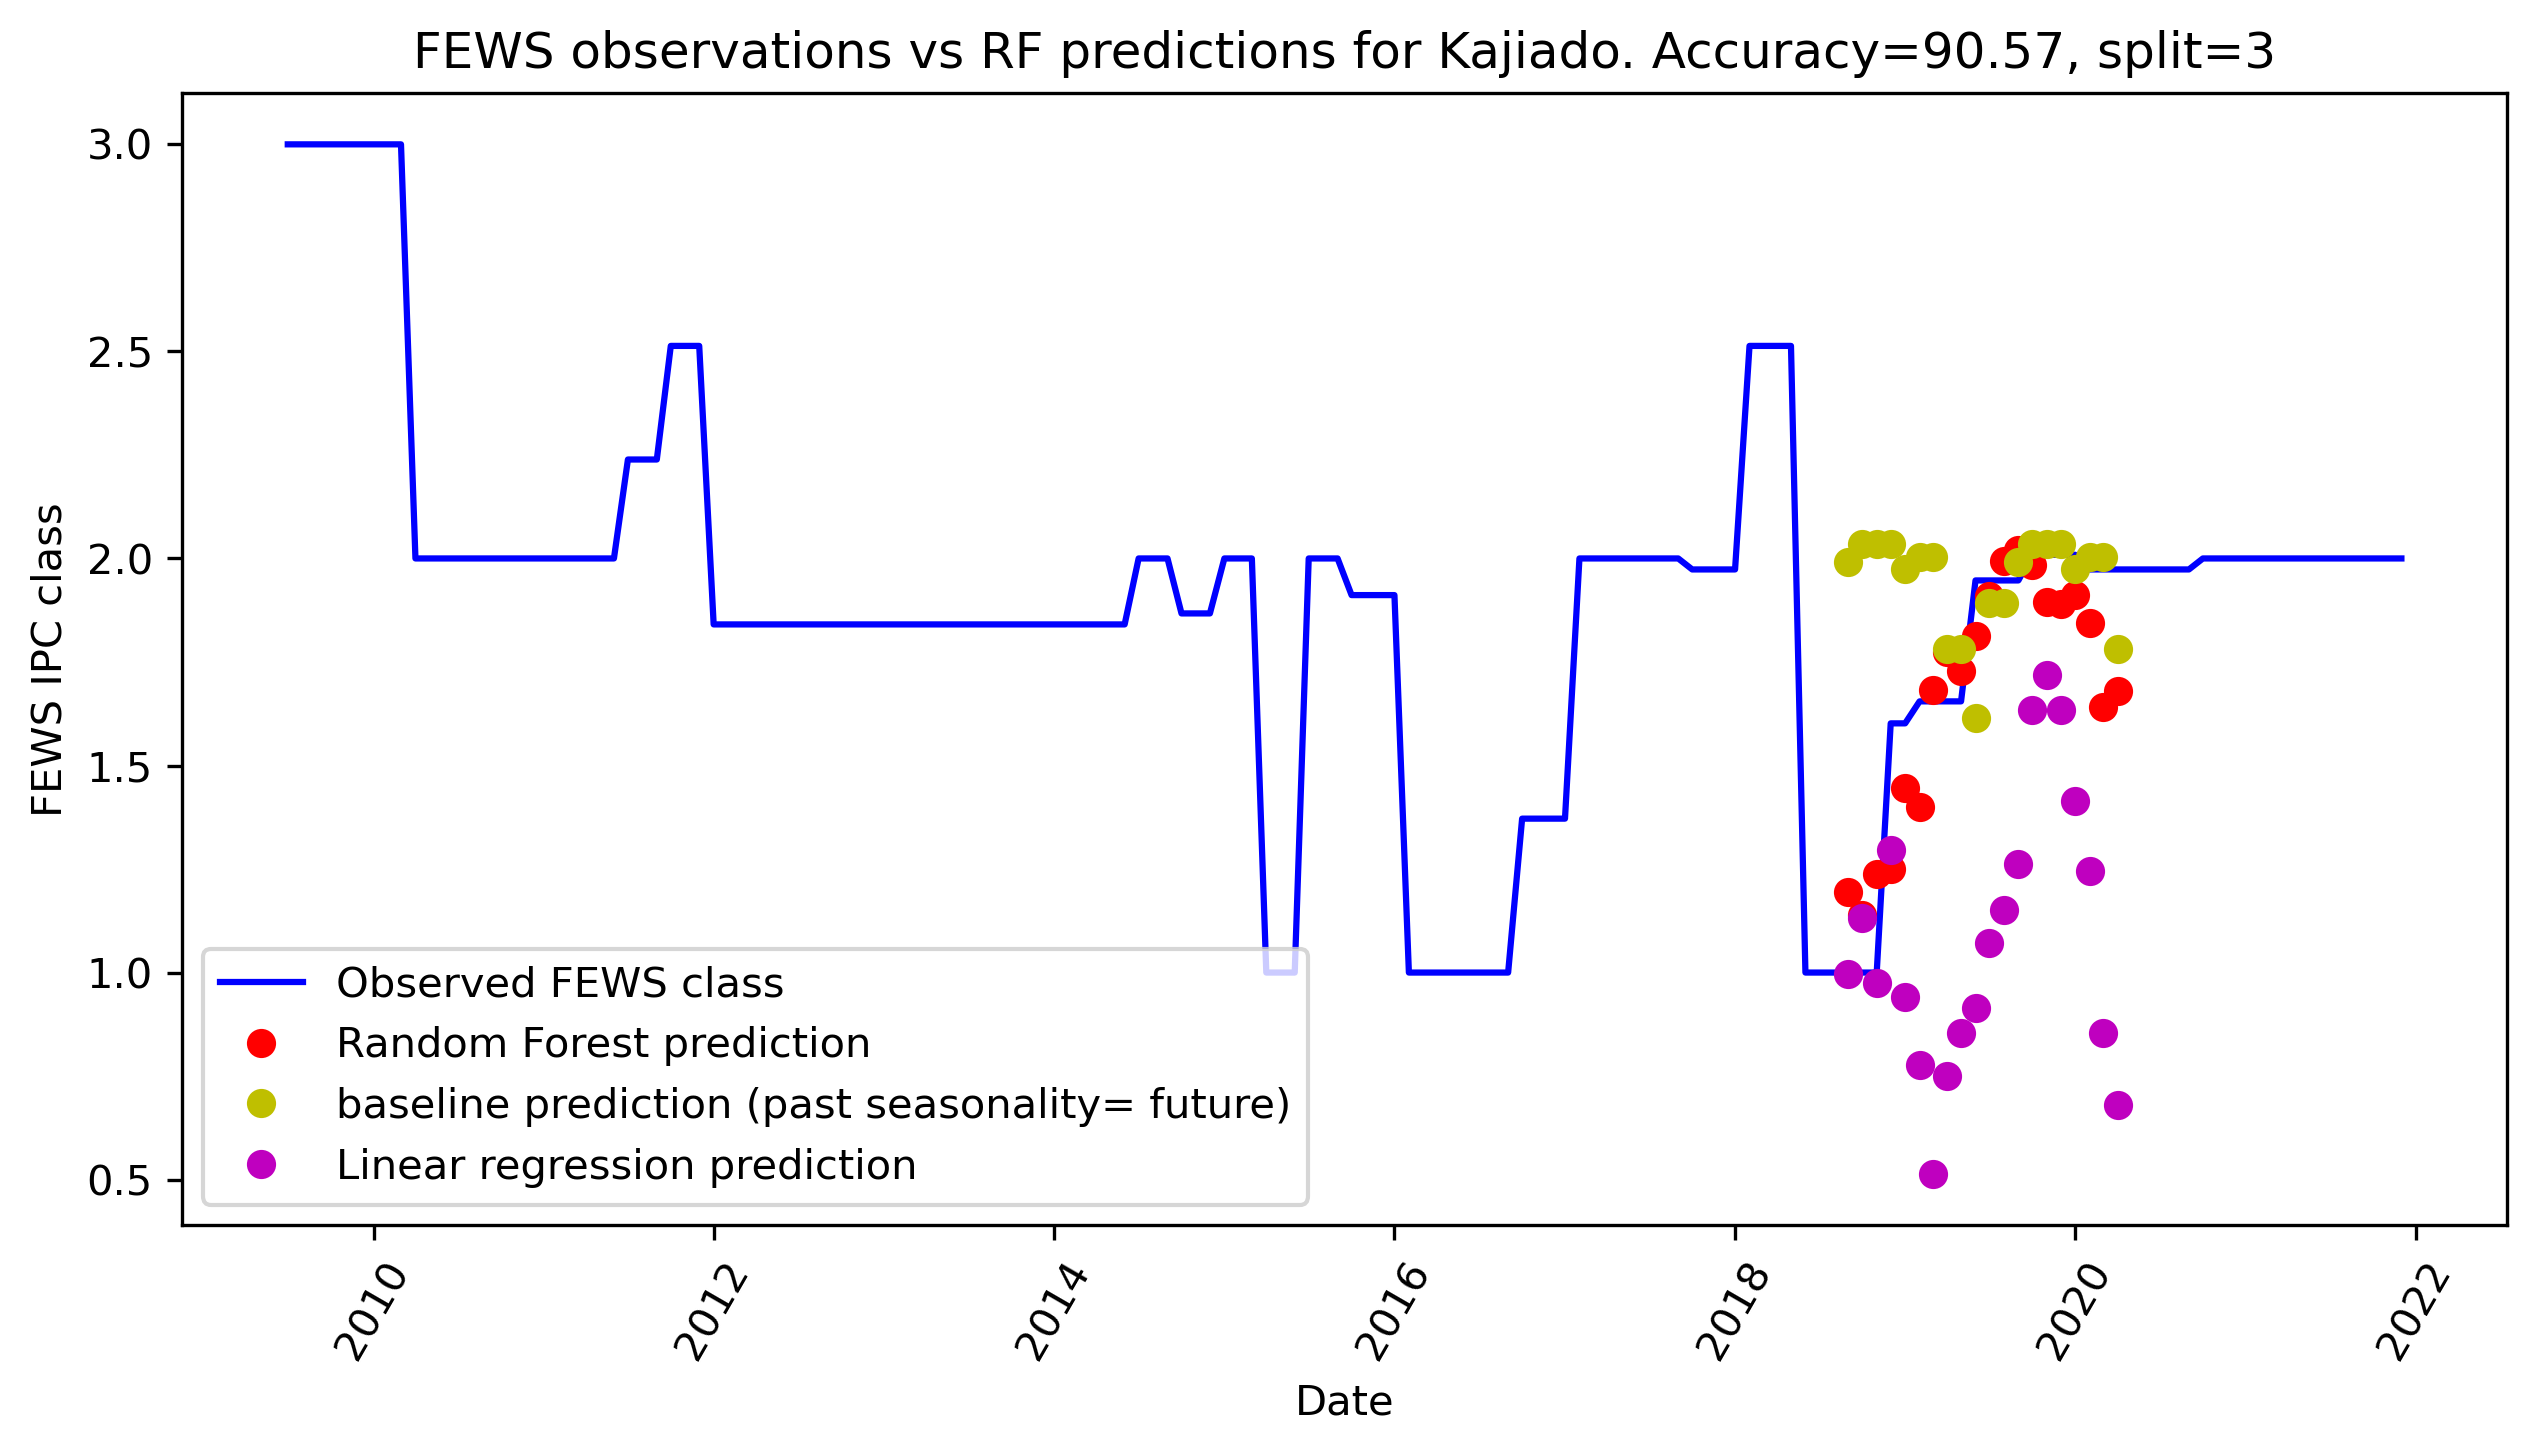 FEWS observations vs RF predictions for Kajiado. Accuracy=90.57, split=3
3.0
2.5
2.0
1.5
1.0
0.5
FEWS IPC class
Observed FEWS class
Random Forest prediction
baseline prediction (past seasonality= future)
Linear regression prediction
2010
2012
2014
2016
2018
2020
2022
Date